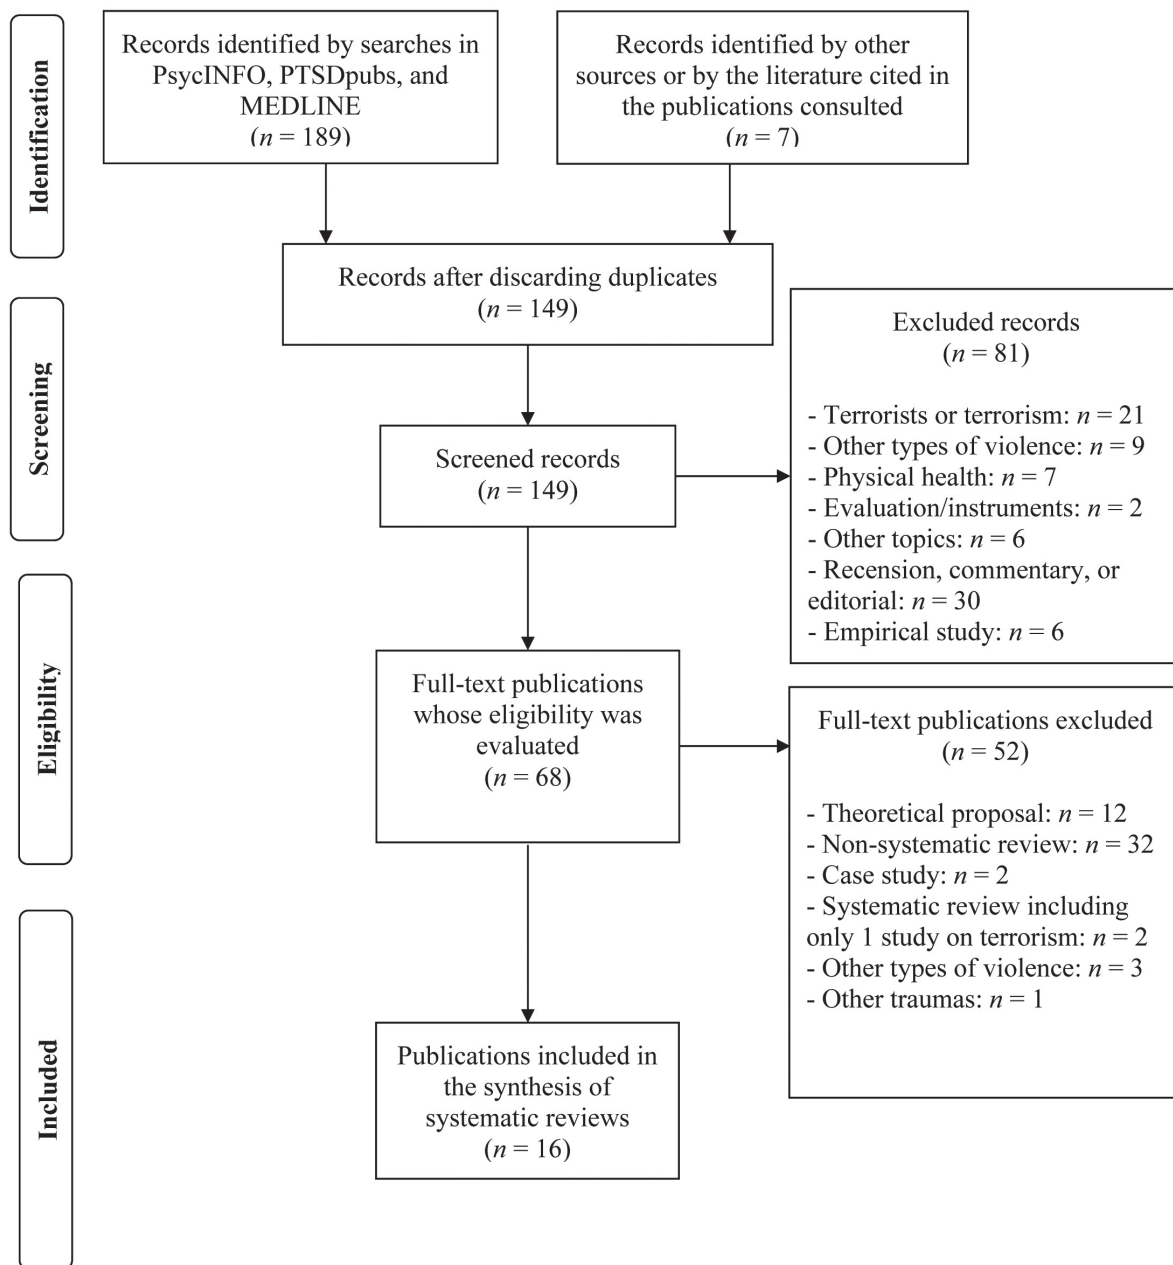 Identification
Records identified by searches in
PsycINFO, PTSDpubs, and
MEDLINE
(n = 189)
Records identified by other
sources or by the literature cited in
the publications consulted
(n = 7)
Records after discarding duplicates
(n = 149)
Screening
Screened records
(n = 149)
Excluded records
(n = 81)
- Terrorists or terrorism: n = 21
- Other types of violence: n = 9
- Physical health: n = 7
- Evaluation/instruments: n = 2
- Other topics: n = 6
- Recension, commentary, or
editorial: n = 30
- Empirical study: n = 6
Eligibility
Full-text publications
whose eligibility was
evaluated
(n = 68)
Full-text publications excluded
(n = 52)
- Theoretical proposal: n = 12
- Non-systematic review: n = 32
- Case study: n = 2
- Systematic review including
only 1 study on terrorism: n = 2
- Other types of violence: n = 3
- Other traumas: n = 1
Included
Publications included in
the synthesis of
systematic reviews
(n = 16)